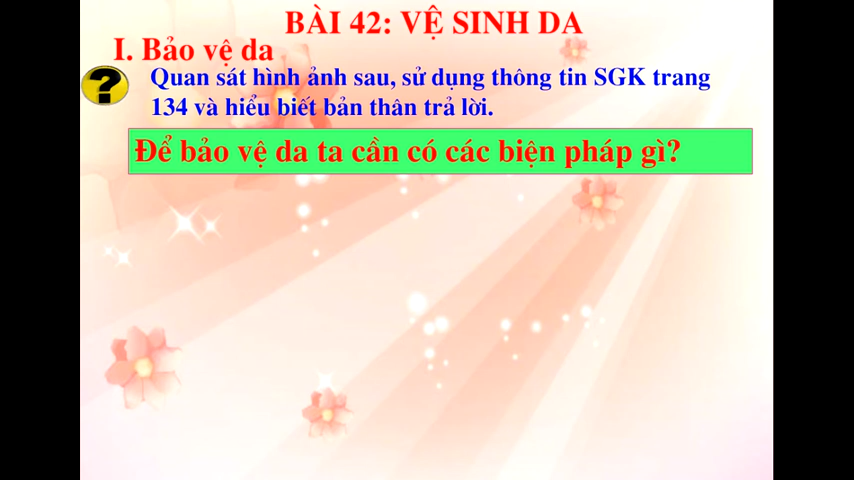 BÀI 42: VỆ SINH DA
I. Bảo vệ da
?
Quan sát hình ảnh sau, sử dụng thông tin SGK trang
134 và hiểu biết bản thân trả lời.
Để bảo vệ da ta cần có các biện pháp gì?